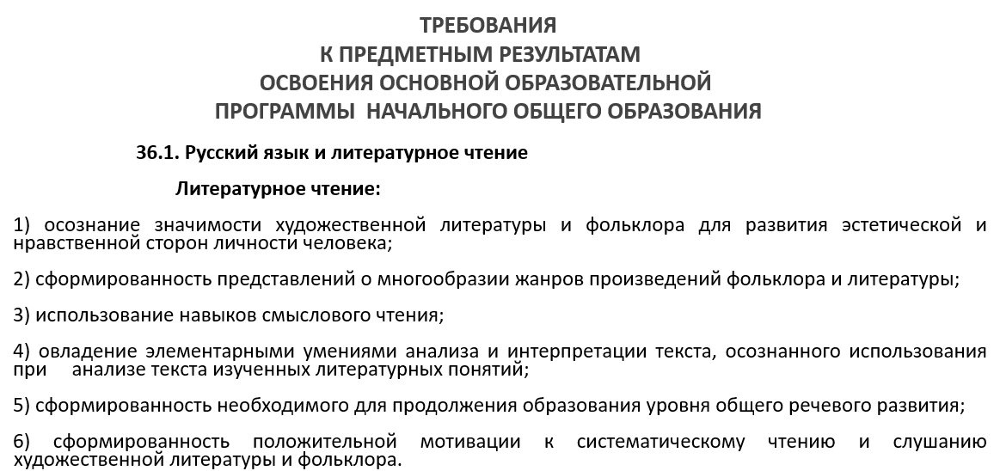 ТРЕБОВАНИЯ
К ПРЕДМЕТНЫМ РЕЗУЛЬТАТАМ
ОСВОЕНИЯ ОСНОВНОЙ ОБРАЗОВАТЕЛЬНОЙ
ПРОГРАММЫ НАЧАЛЬНОГО ОБЩЕГО ОБРАЗОВАНИЯ
36.1. Русский язык и литературное чтение
Литературное чтение:
1) осознание значимости художественной литературы и фольклора для развития эстетической и
нравственной сторон личности человека;
2) сформированность представлений о многообразии жанров произведений фольклора и литературы;
3) использование навыков смыслового чтения;
4) овладение элементарными умениями анализа и интерпретации текста, осознанного использования
при анализе текста изученных литературных понятий;
5) сформированность необходимого для продолжения образования уровня общего речевого развития;
6) сформированность положительной мотивации к систематическому чтению и слушанию
художественной литературы и фольклора.